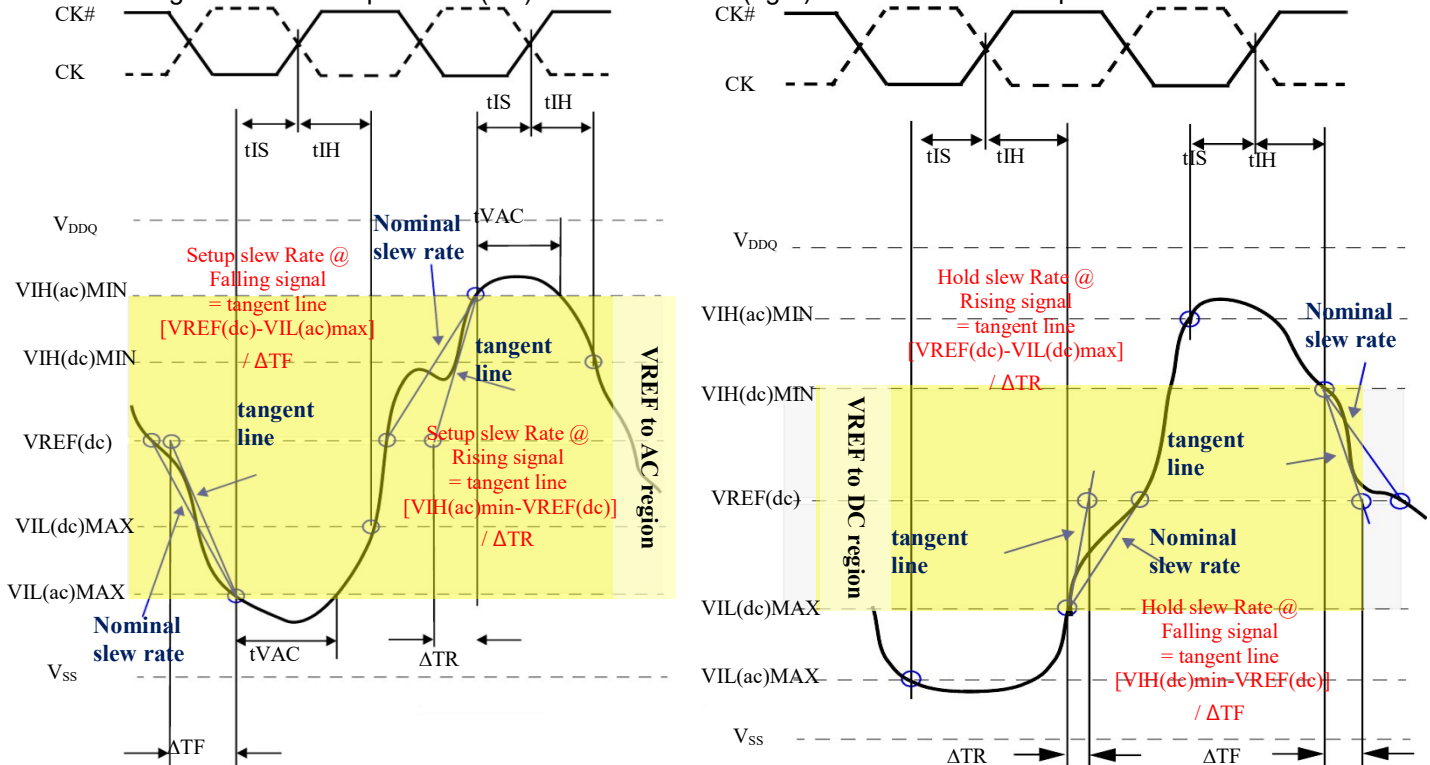 CK#
CK
tIS
tIH
tIS
tIH
VDDQ
Nominal
slew rate
tVAC
Setup slew Rate @
Falling signal
= tangent line
[VREF(dc)-VIL(ac)max]
/ ΔTF
VIH(ac)MIN
VIH(dc)MIN
tangent
line
VREF to AC region
tangent
line
VREF(dc)
Setup slew Rate @
Rising signal
= tangent line
[VIH(ac)min-VREF(dc)]
/ ΔTR
VIL(dc)MAX
VIL(ac)MAX
Nominal
slew rate
tVAC
ΔTR
VSS
ΔTF
CK#
CK
tIS
tIH
tIS
tIH
VDDQ
Hold slew Rate @
Rising signal
= tangent line
[VREF(dc)-VIL(dc)max]
/ ΔTR
VIH(ac)MIN
Nominal
slew rate
VIH(dc)MIN
VREF to DC region
tangent
line
VREF(dc)
tangent
line
Nominal
slew rate
VIL(dc)MAX
Hold slew Rate @
Falling signal
= tangent line
[VIH(dc)min-VREF(dc)]
/ ΔTF
VIL(ac)MAX
VSS
ΔTR
ΔTF